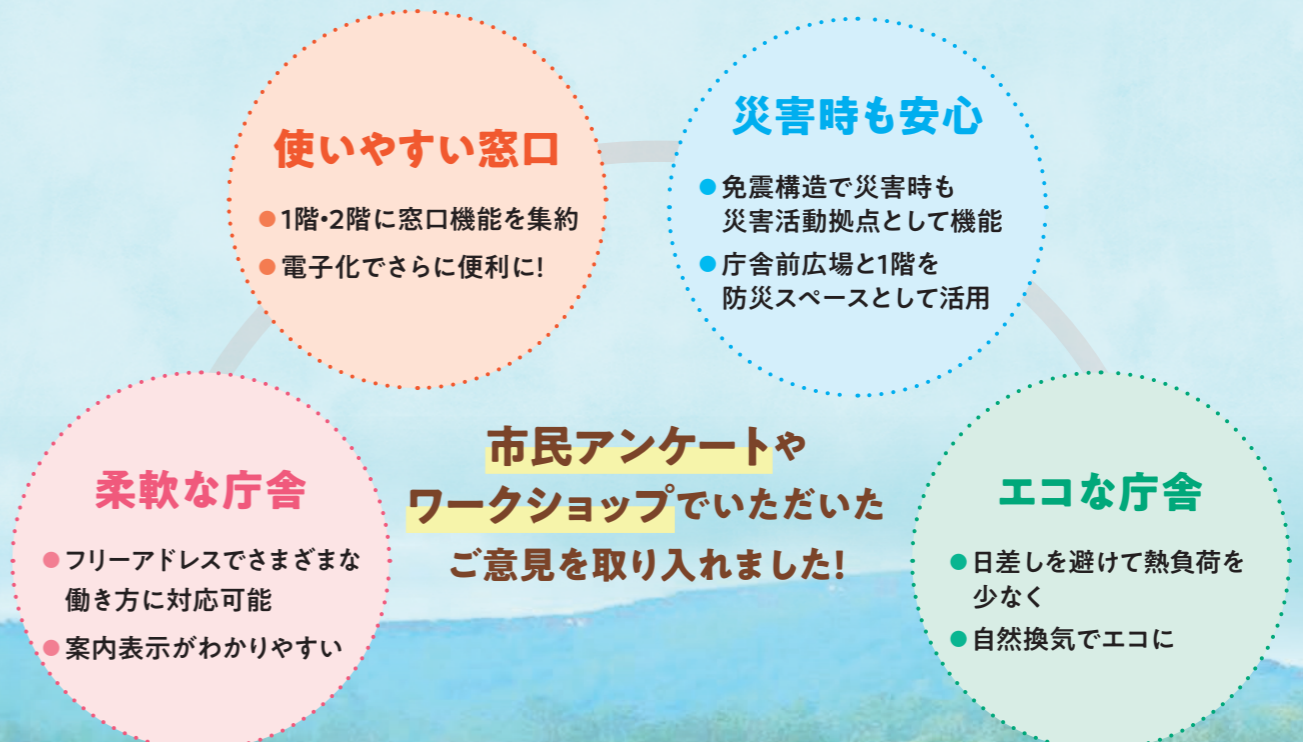 使いやすい窓口
●1階・2階に窓口機能を集約
●電子化でさらに便利に!
災害時も安心
●免震構造で災害時も
災害活動拠点として機能
●庁舎前広場と1階を
防災スペースとして活用
柔軟な庁舎
●フリーアドレスでさまざまな
働き方に対応可能
●案内表示がわかりやすい
市民アンケートや
ワークショップでいただいた
ご意見を取り入れました!
エコな庁舎
●日差しを避けて熱負荷を
少なく
●自然換気でエコに